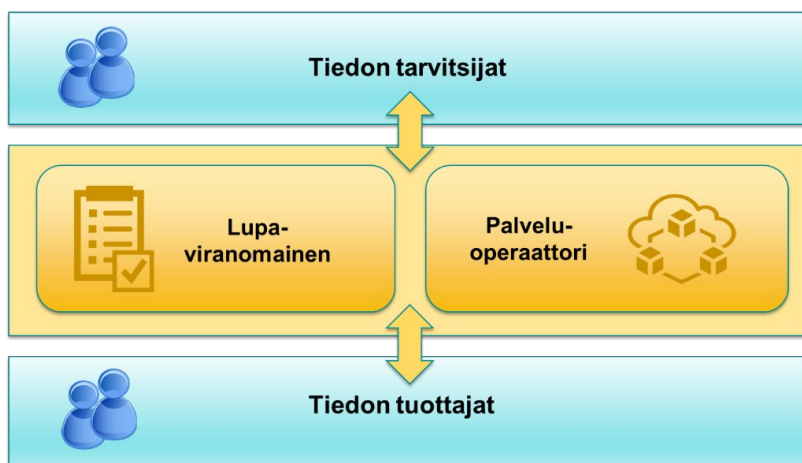 Tiedon tarvitsijat
Lupa-
viranomainen
Palvelu-
operaattori
Tiedon tuottajat